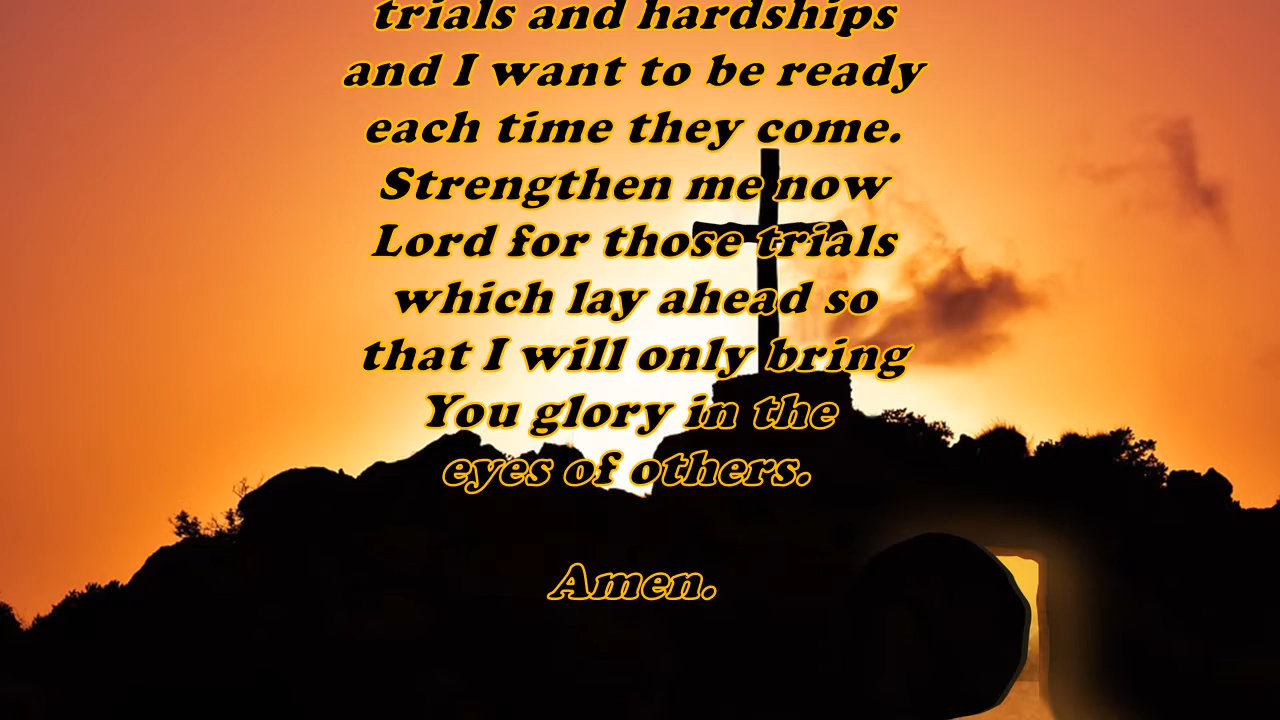 trials and hardships
and I want to be ready
each time they come.
Strengthen me now
Lord for those trials
which lay ahead so
that I will only bring
You glory in the
eyes of others.
Amen.